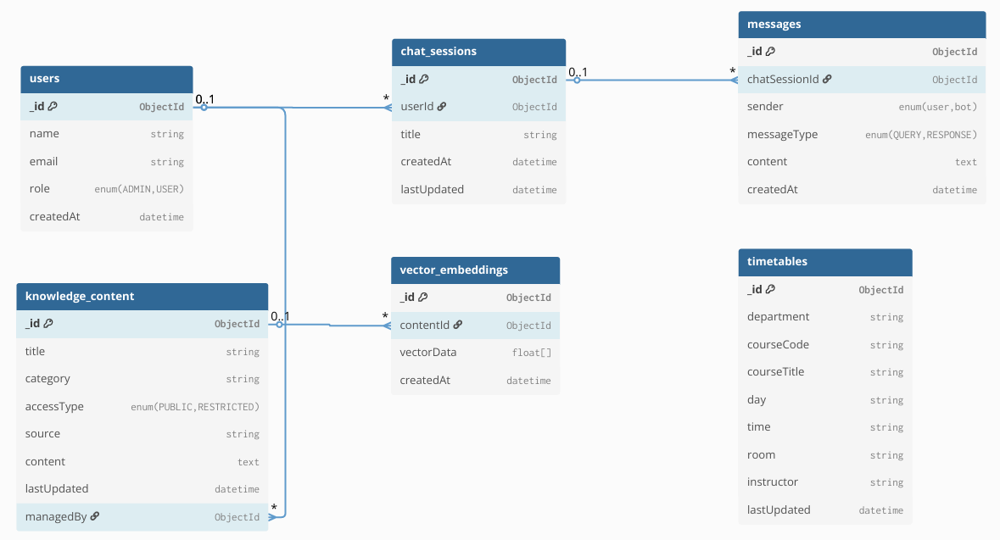 users
_id ObjectId
name string
email string
role enum(ADMIN,USER)
createdAt datetime
0..1
*
chat_sessions
_id ObjectId
userId ObjectId
title string
createdAt datetime
lastUpdated datetime
0..1
*
messages
_id ObjectId
chatSessionId ObjectId
sender enum(user,bot)
messageType enum(QUERY,RESPONSE)
content text
createdAt datetime
knowledge_content
_id ObjectId
title string
category string
accessType enum(PUBLIC,RESTRICTED)
source string
content text
lastUpdated datetime
managedBy ObjectId
*
0..1
*
vector_embeddings
_id ObjectId
contentId ObjectId
vectorData float[]
createdAt datetime
timetables
_id ObjectId
department string
courseCode string
courseTitle string
day string
time string
room string
instructor string
lastUpdated datetime